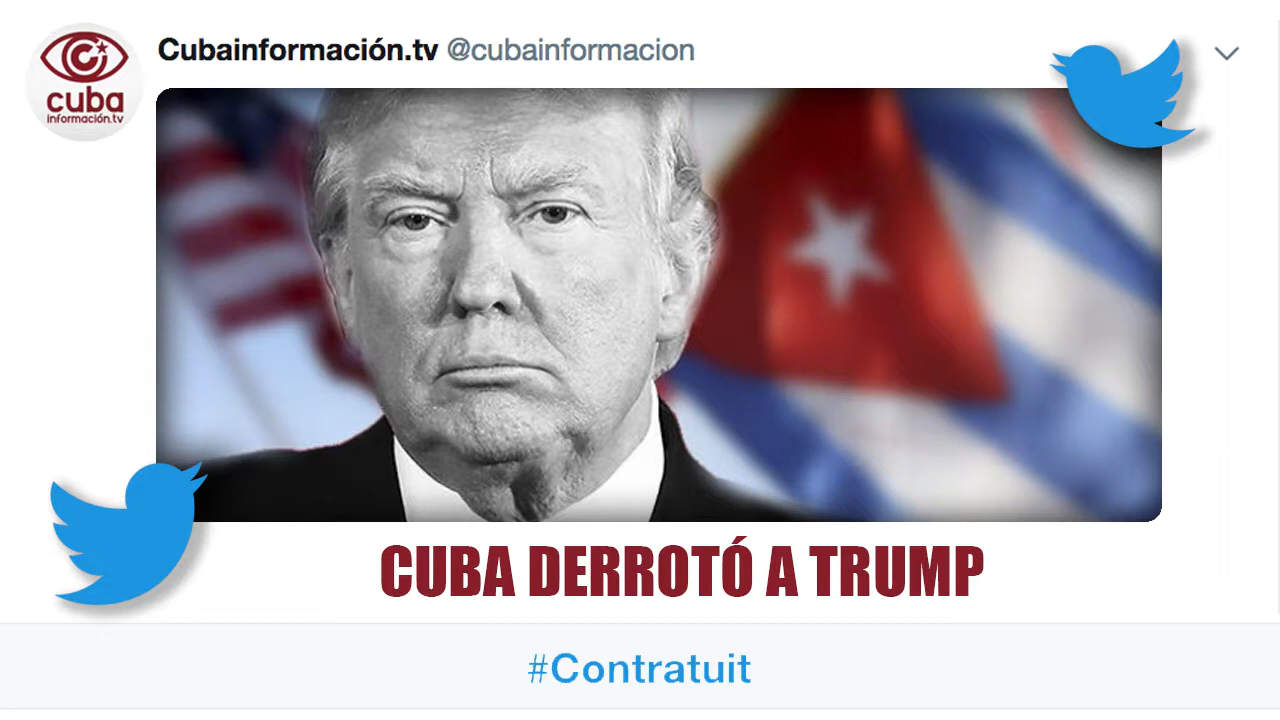 Cubainformación.tv @cubainformacion
cuba
información.tv
CUBA DERROTÓ A TRUMP
#Contratuit